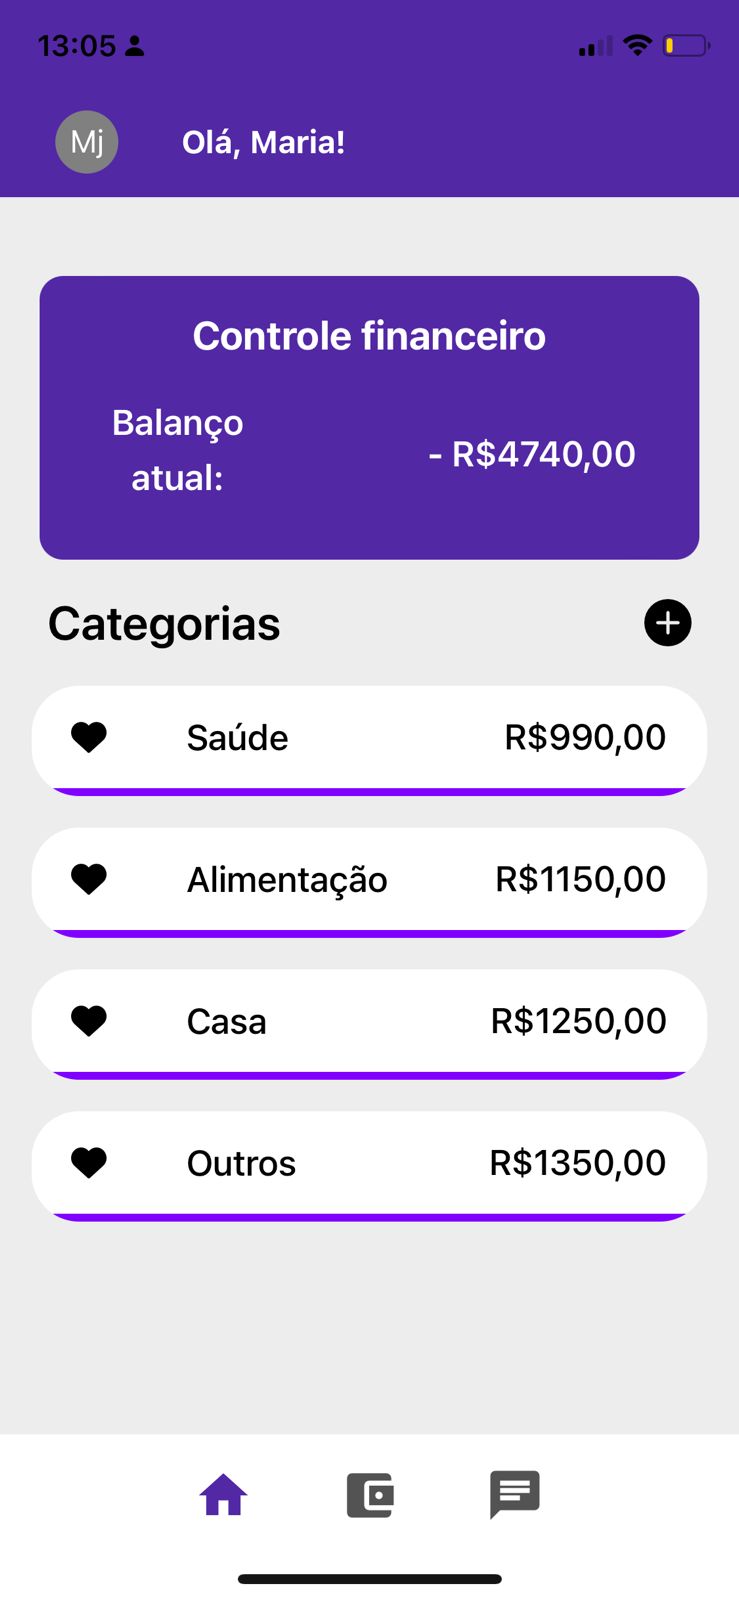 13:05
Mj
Olá, Maria!
Controle financeiro
Balanço
atual:
- R$4740,00
Categorias
Saúde R$990,00
Alimentação R$1150,00
Casa R$1250,00
Outros R$1350,00